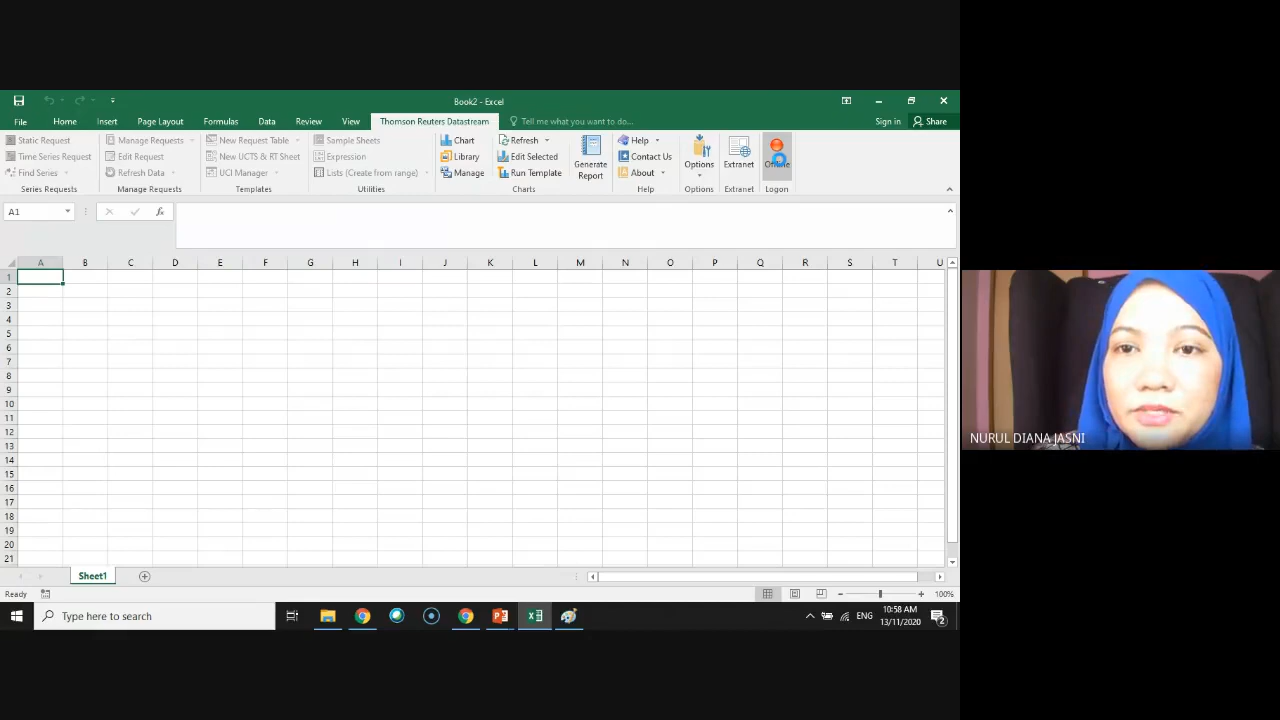 Book2 - Excel
File Home Insert Page Layout Formulas Data Review View Thomson Reuters Datastream Tell me what you want to do... Sign in Share
Static Request Manage Requests New Request Table Sample Sheets Chart Refresh Help
Time Series Request Edit Request New UCTS & RT Sheet Expression Library Edit Selected Generate Report Contact Us Options Extranet Offline
Find Series Refresh Data UCI Manager Lists (Create from range) Manage Run Template About
Series Requests Manage Requests Templates Utilities Charts Help Options Extranet Logon
A1 fx
A B C D E F G H I J K L M N O P Q R S T U
1
2
3
4
5
6
7
8
9
10
11
12
13
14
15
16
17
18
19
20
21
NURUL DIANA JASNI
Sheet1
Ready 100%
Type here to search ENG 10:58 AM
13/11/2020 2